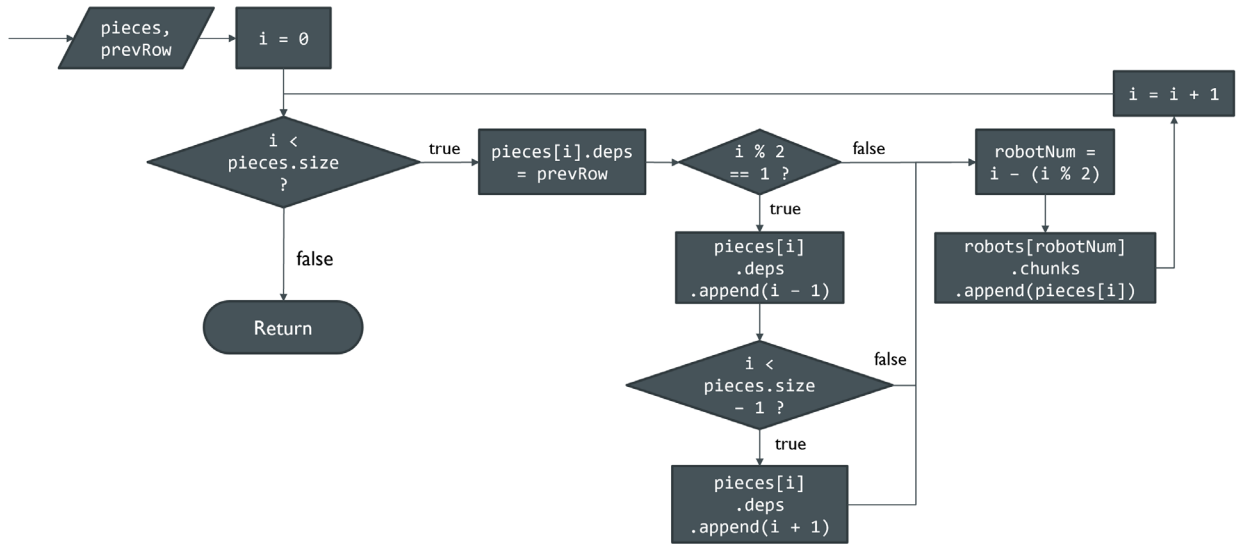 pieces,
prevRow
i = 0
i = i + 1
i <
pieces.size
?
true
pieces[i].deps
= prevRow
i % 2
== 1 ?
false
robotNum =
i – (i % 2)
true
false
pieces[i]
.deps
.append(i – 1)
robots[robotNum]
.chunks
.append(pieces[i])
Return
i <
pieces.size
– 1 ?
false
true
pieces[i]
.deps
.append(i + 1)